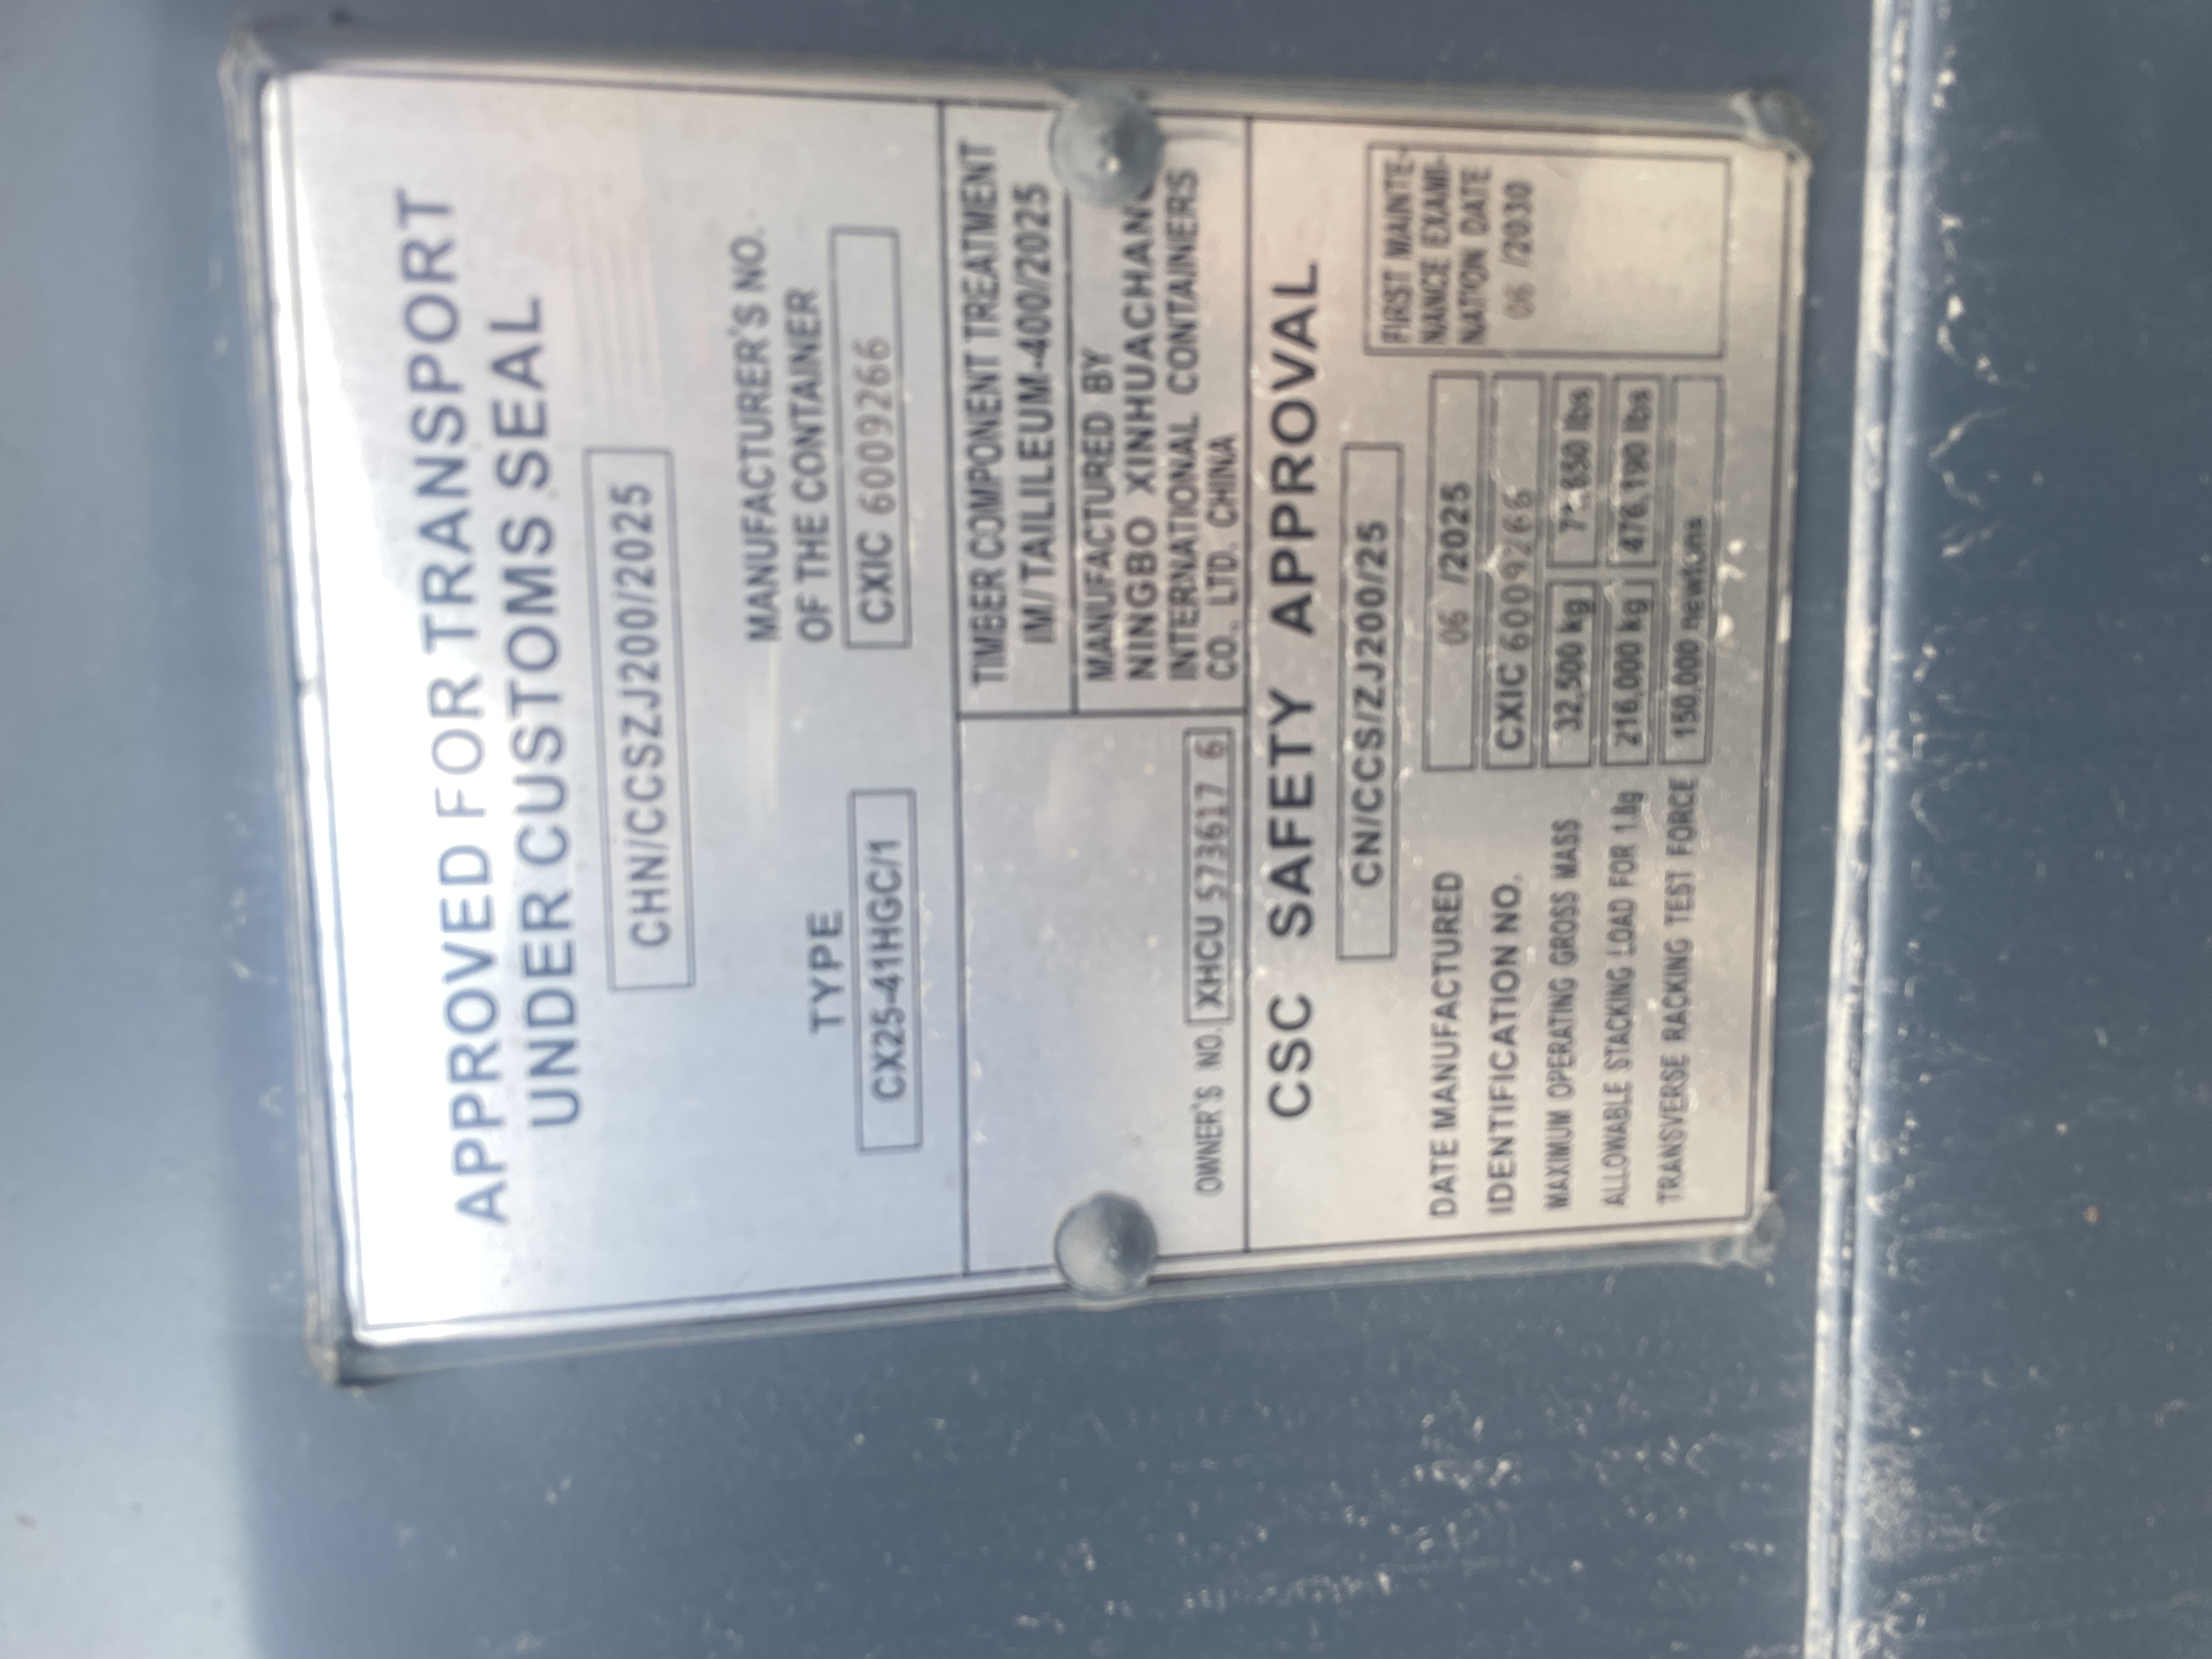 APPROVED FOR TRANSPORT
UNDER CUSTOMS SEAL
CHN/CCSZJ200/2025
TYPE
CX25-41HGC/1
MANUFACTURER'S NO.
OF THE CONTAINER
CXIC 6009266
TIMBER COMPONENT TREATMENT
IM/TAILILEUM-400/2025
MANUFACTURED BY
NINGBO XINHUACHANG
INTERNATIONAL CONTAINERS
CO., LTD. CHINA
OWNER'S NO. XHCU 573617 6
CSC SAFETY APPROVAL
CN/CCS/ZJ200/25
DATE MANUFACTURED 06 /2025
IDENTIFICATION NO. CXIC 6009266
MAXIMUM OPERATING GROSS MASS 32,500 kg lbs
ALLOWABLE STACKING LOAD FOR 1.8g 216,000 kg 476,190 lbs
TRANSVERSE RACKING TEST FORCE 150,000 newtons
FIRST MAINTE-
NANCE EXAMI-
NATION DATE
06 /2030